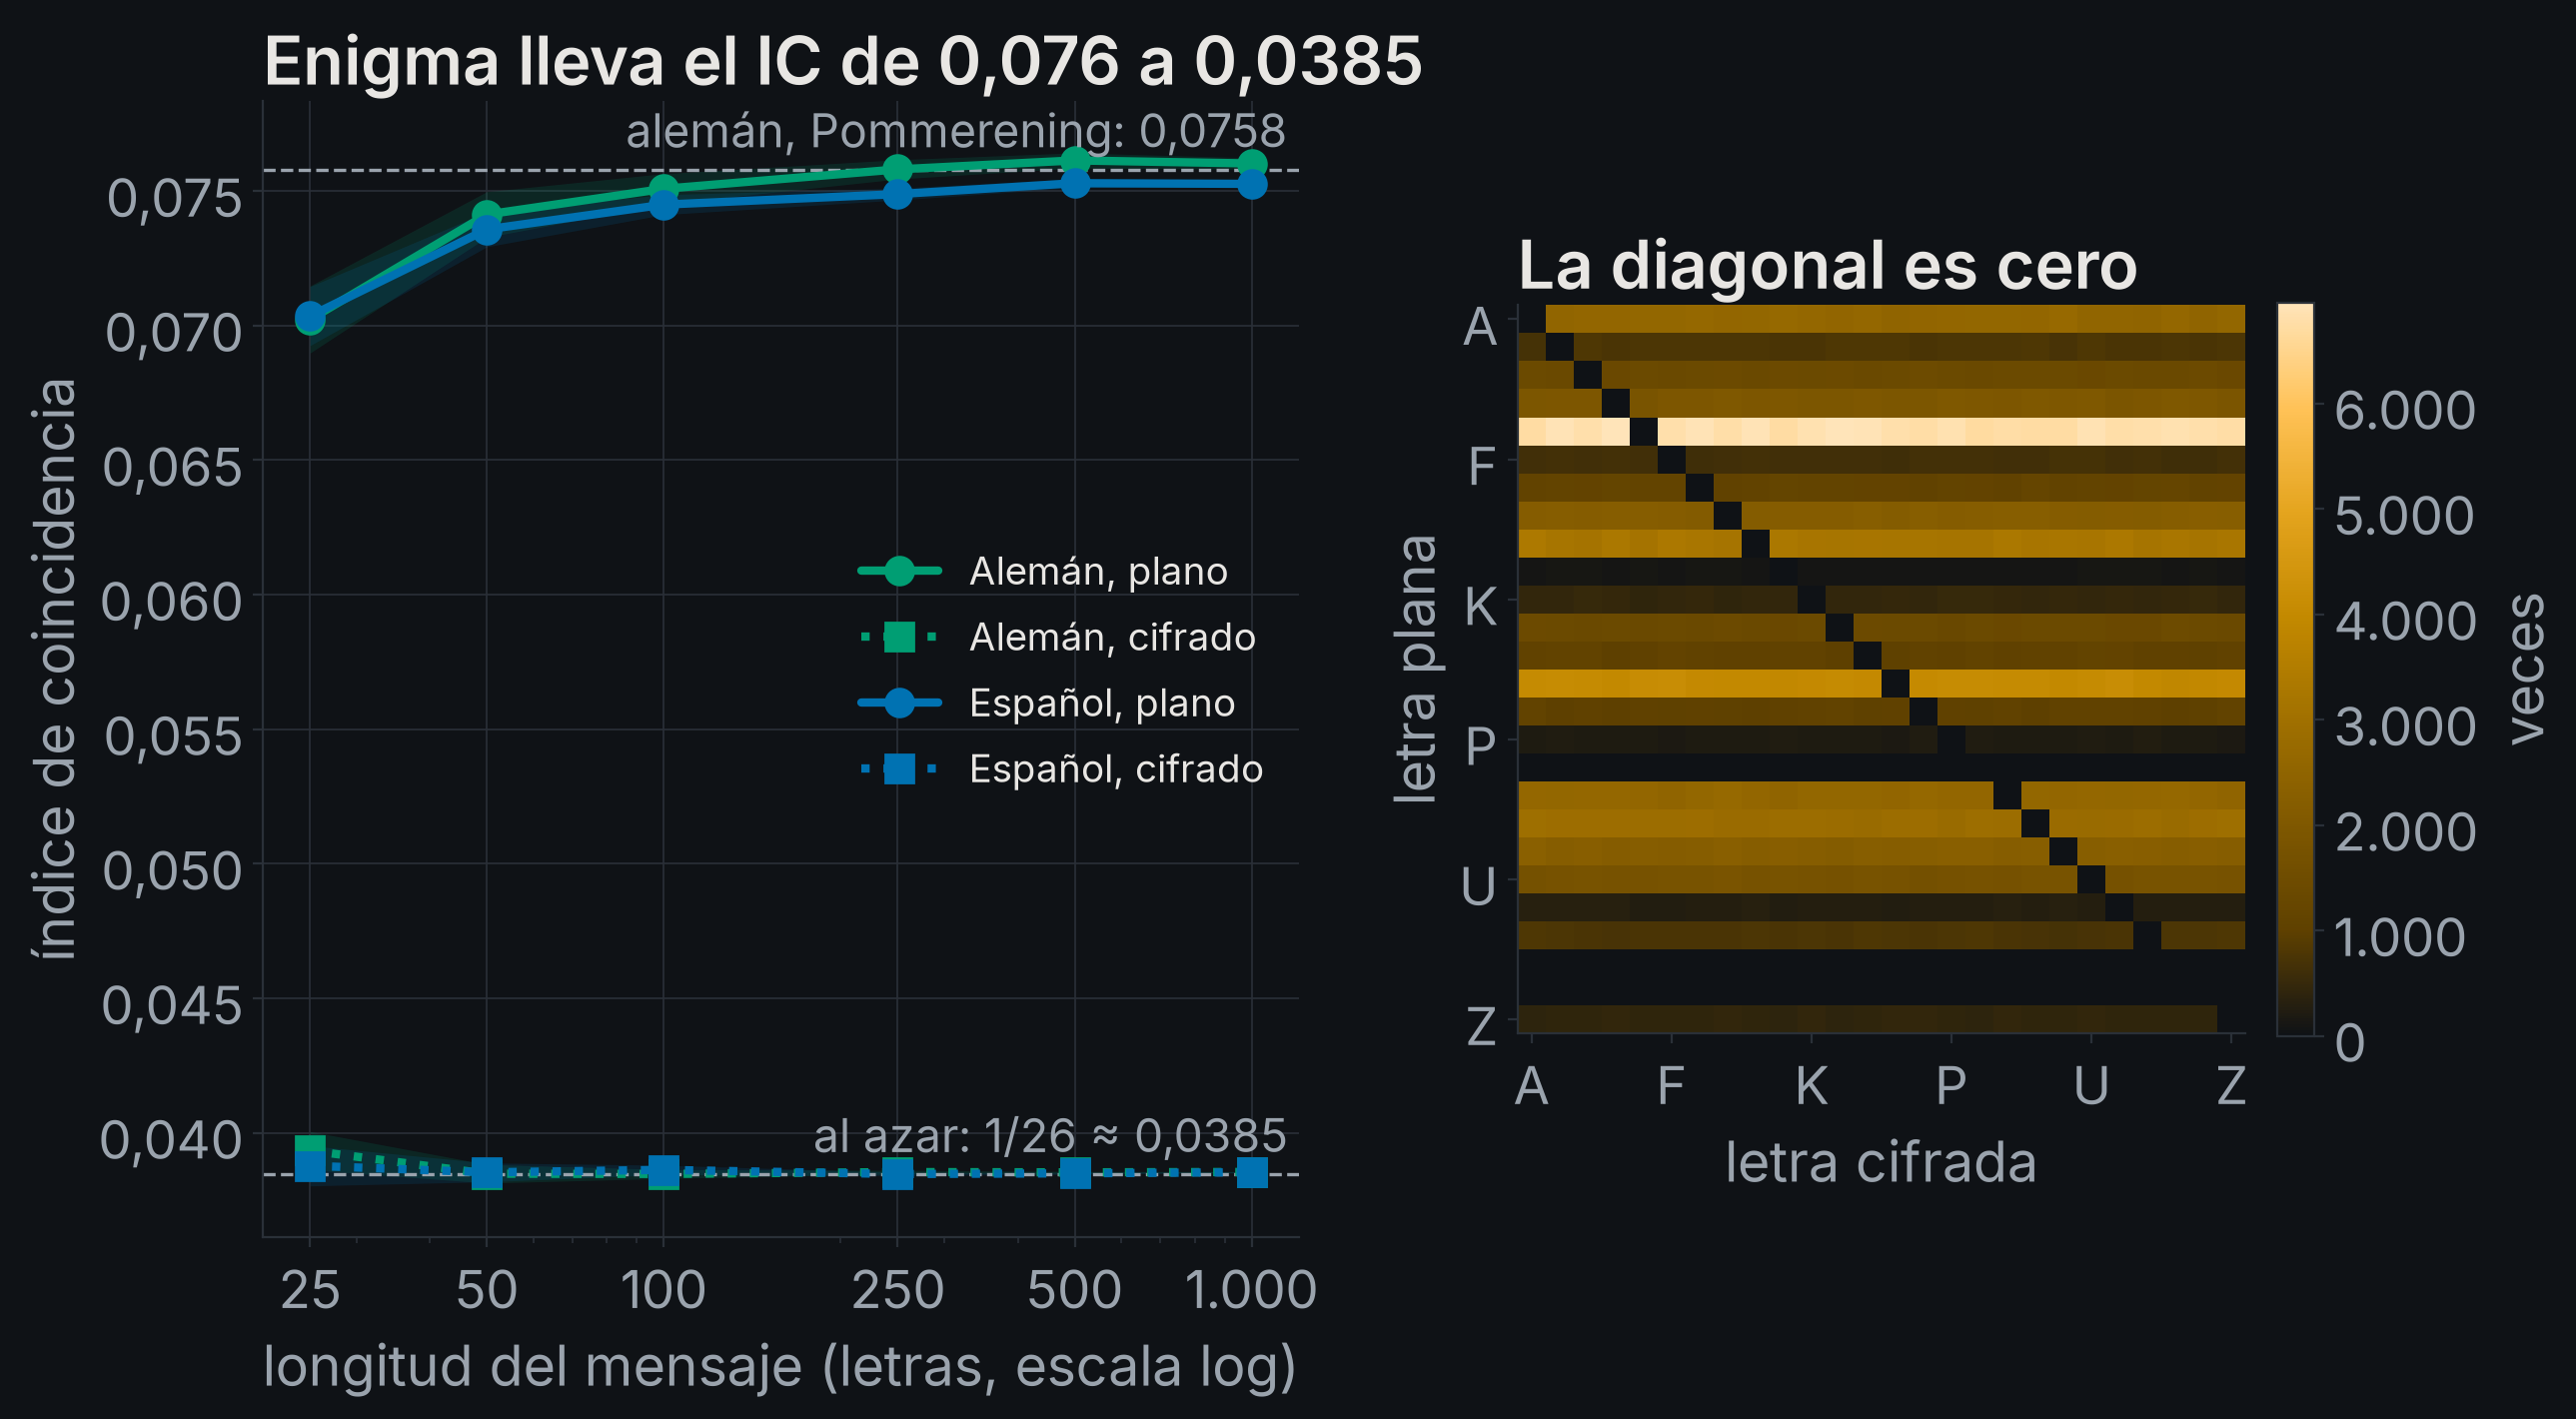 Enigma lleva el IC de 0,076 a 0,0385
alemán, Pommerening: 0,0758
0,075
0,070
0,065
0,060
0,055
0,050
0,045
0,040
índice de coincidencia
Alemán, plano
Alemán, cifrado
Español, plano
Español, cifrado
al azar: 1/26 ≈ 0,0385
25 50 100 250 500 1.000
longitud del mensaje (letras, escala log)
La diagonal es cero
A
F
K
P
U
Z
letra plana
A F K P U Z
letra cifrada
6.000
5.000
4.000
3.000
2.000
1.000
0
veces